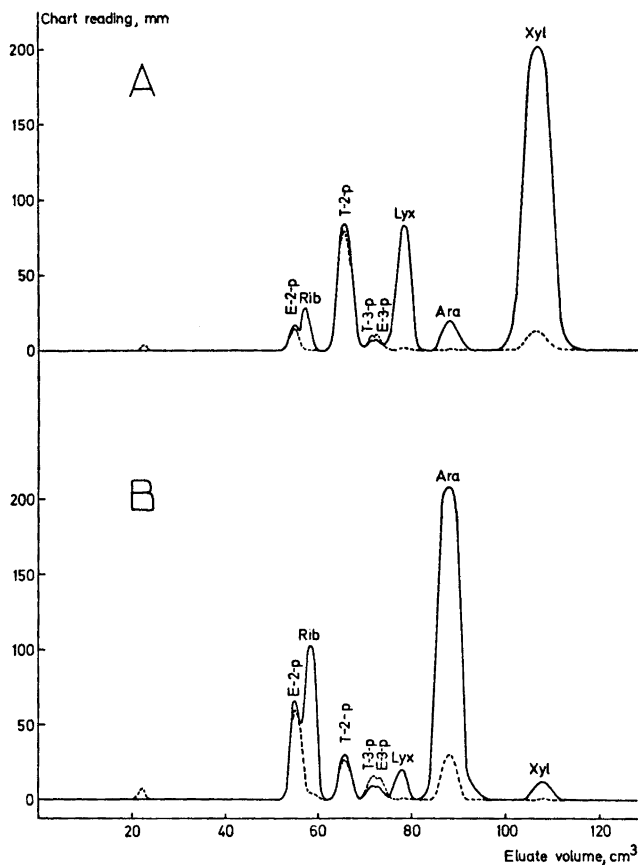 Chart reading, mm
A
200
150
100
50
0
E-2-p
Rib
T-2-p
T-3-p
E-3-p
Lyx
Ara
Xyl
B
200
150
100
50
0
E-2-p
Rib
T-2-p
T-3-p
E-3-p
Lyx
Ara
Xyl
20
40
60
80
100
120
Eluate volume, cm³